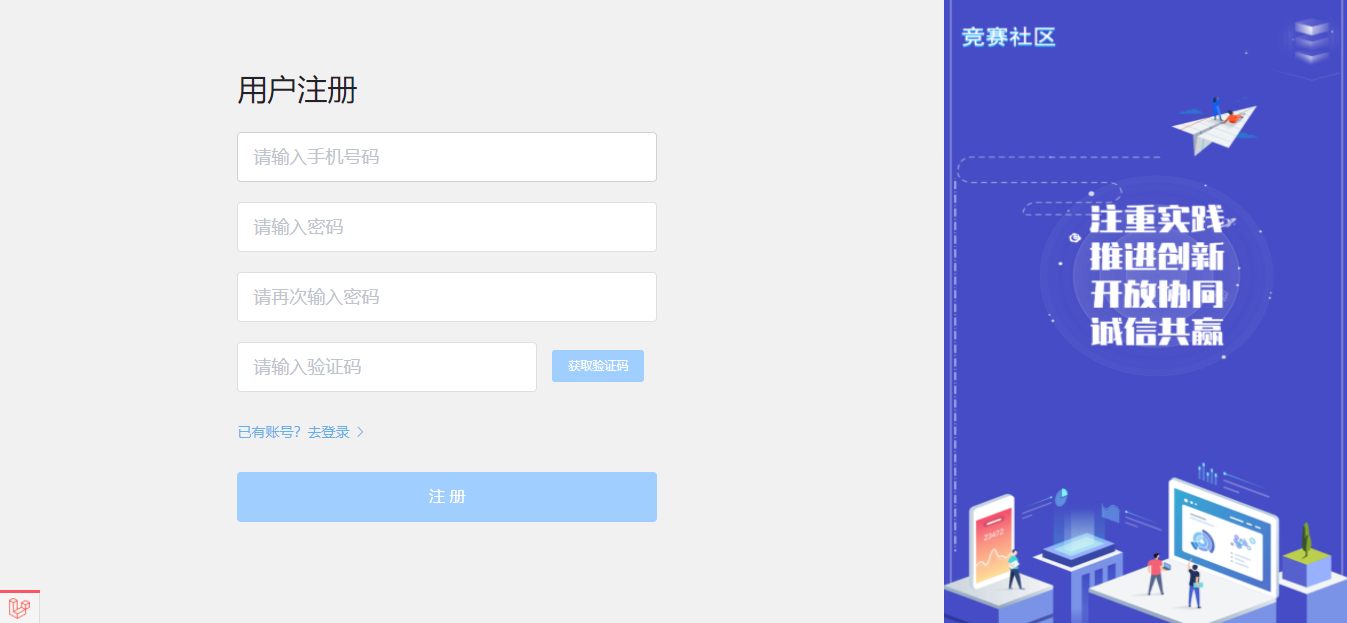 用户注册
请输入手机号码
请输入密码
请再次输入密码
请输入验证码
获取验证码
已有账号？去登录
注 册
竞赛社区
注重实践
推进创新
开放协同
诚信共赢
23472